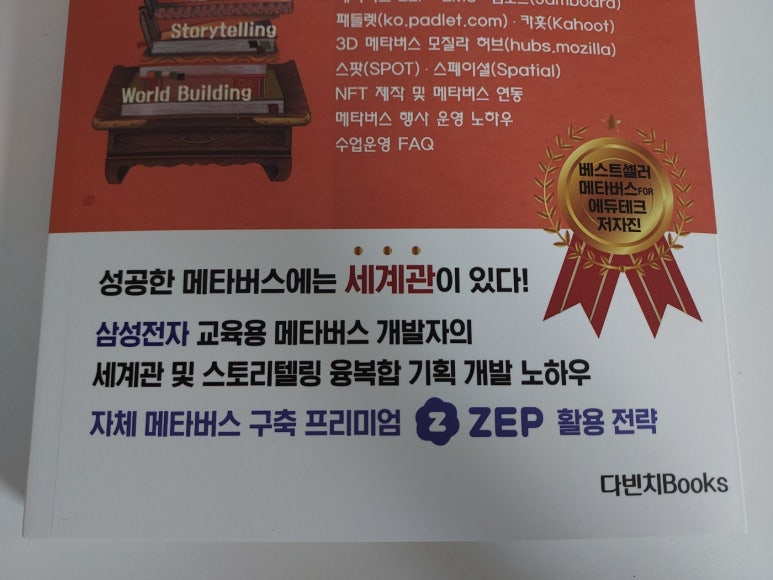 Storytelling
World Building
(Jamboard)
패들렛(ko.padlet.com) · 카훗(Kahoot)
3D 메타버스 모질라 허브(hubs.mozilla)
스팟(SPOT) · 스페이셜(Spatial)
NFT 제작 및 메타버스 연동
메타버스 행사 운영 노하우
수업운영 FAQ
베스트셀러
메타버스FOR
에듀테크
저자진
성공한 메타버스에는 세계관이 있다!
삼성전자 교육용 메타버스 개발자의
세계관 및 스토리텔링 융복합 기획 개발 노하우
자체 메타버스 구축 프리미엄 Z ZEP 활용 전략
다빈치Books